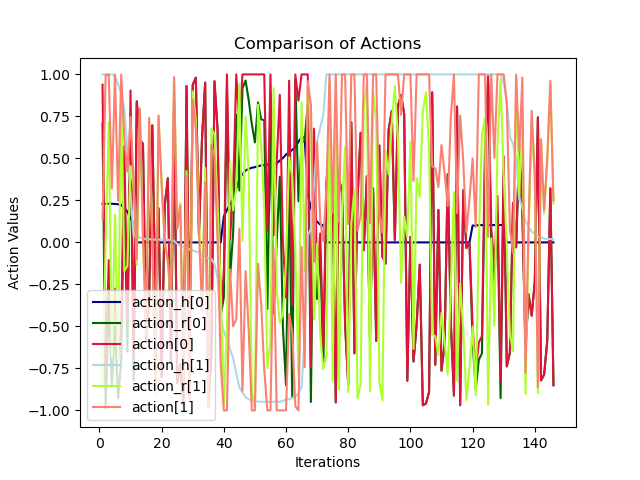 Comparison of Actions
Action Values
1.00
0.75
0.50
0.25
0.00
−0.25
−0.50
−0.75
−1.00
action_h[0]
action_r[0]
action[0]
action_h[1]
action_r[1]
action[1]
0 20 40 60 80 100 120 140
Iterations